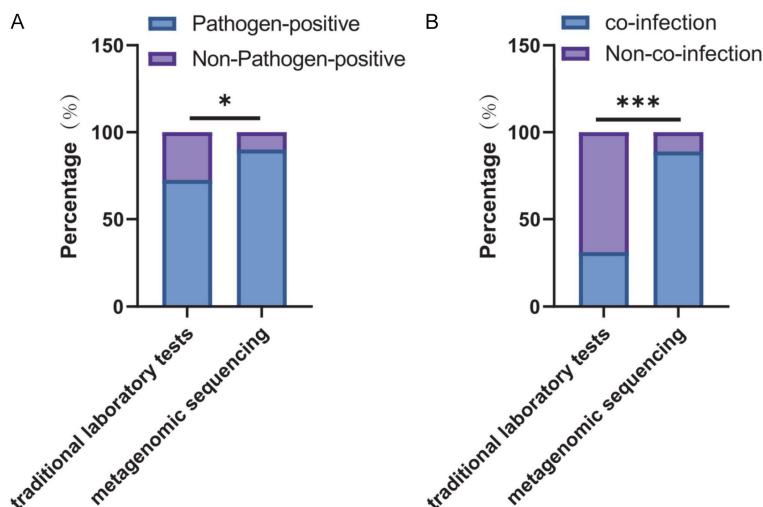 A
Pathogen-positive
Non-Pathogen-positive
150
100
50
0
Percentage（%）
*
traditional laboratory tests
metagenomic sequencing
B
co-infection
Non-co-infection
150
100
50
0
Percentage（%）
***
traditional laboratory tests
metagenomic sequencing